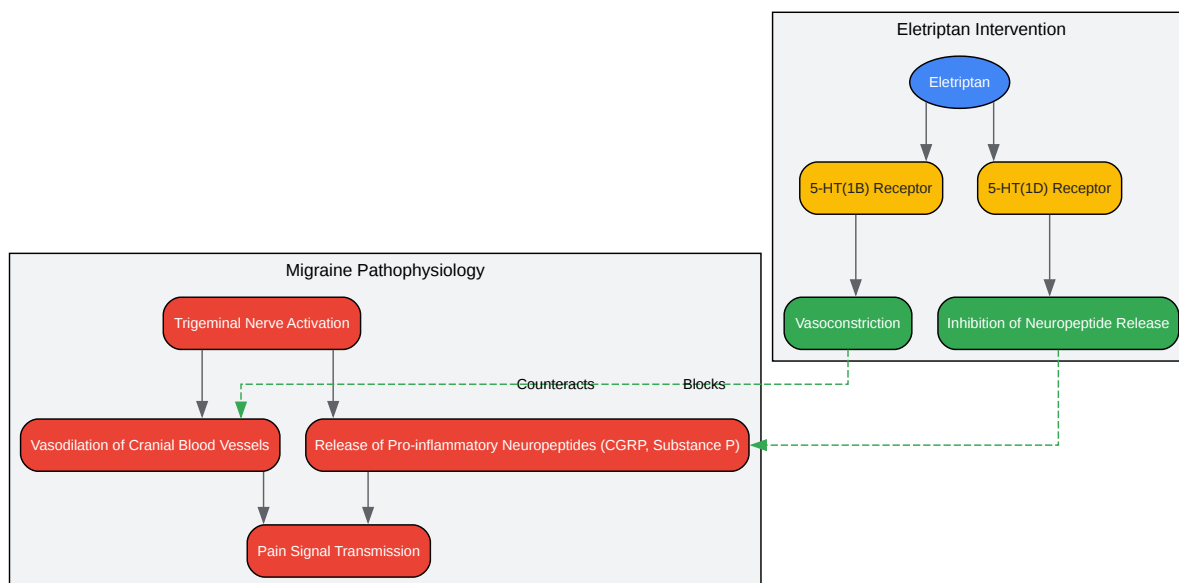 Eletriptan Intervention
Eletriptan
5-HT(1B) Receptor
5-HT(1D) Receptor
Vasoconstriction
Inhibition of Neuropeptide Release
Migraine Pathophysiology
Trigeminal Nerve Activation
Counteracts
Blocks
Vasodilation of Cranial Blood Vessels
Release of Pro-inflammatory Neuropeptides (CGRP, Substance P)
Pain Signal Transmission